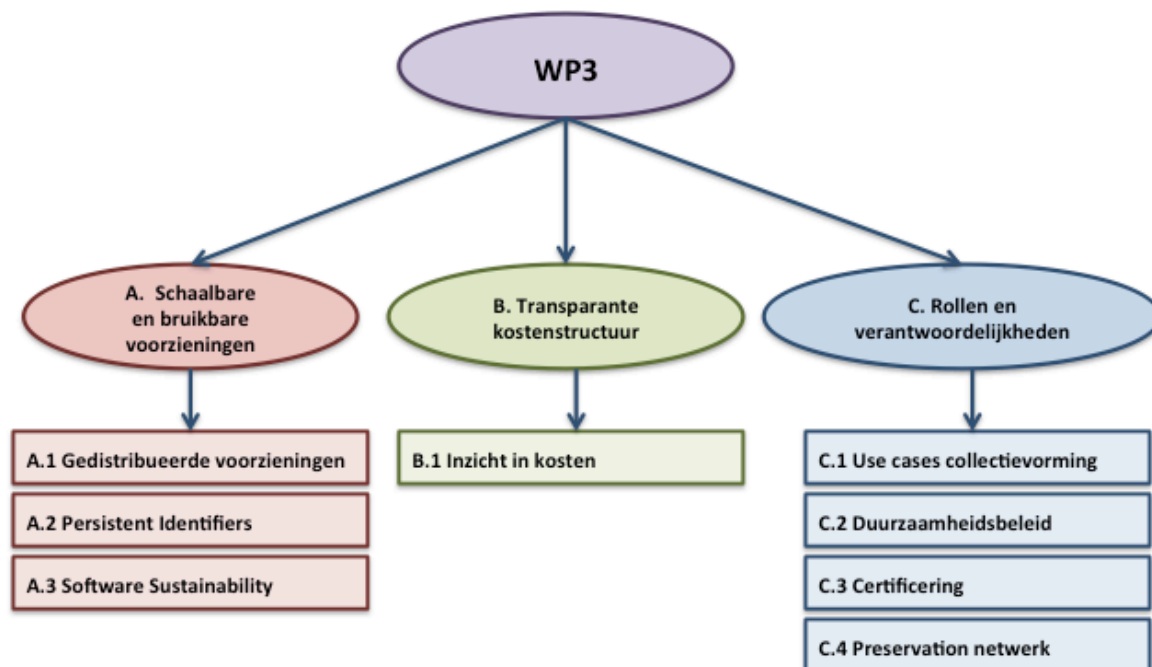 WP3
A. Schaalbare
en bruikbare
voorzieningen
B. Transparante
kostenstructuur
C. Rollen en
verantwoordelijkheden
A.1 Gedistribueerde voorzieningen
A.2 Persistent Identifiers
A.3 Software Sustainability
B.1 Inzicht in kosten
C.1 Use cases collectievorming
C.2 Duurzaamheidsbeleid
C.3 Certificering
C.4 Preservation netwerk